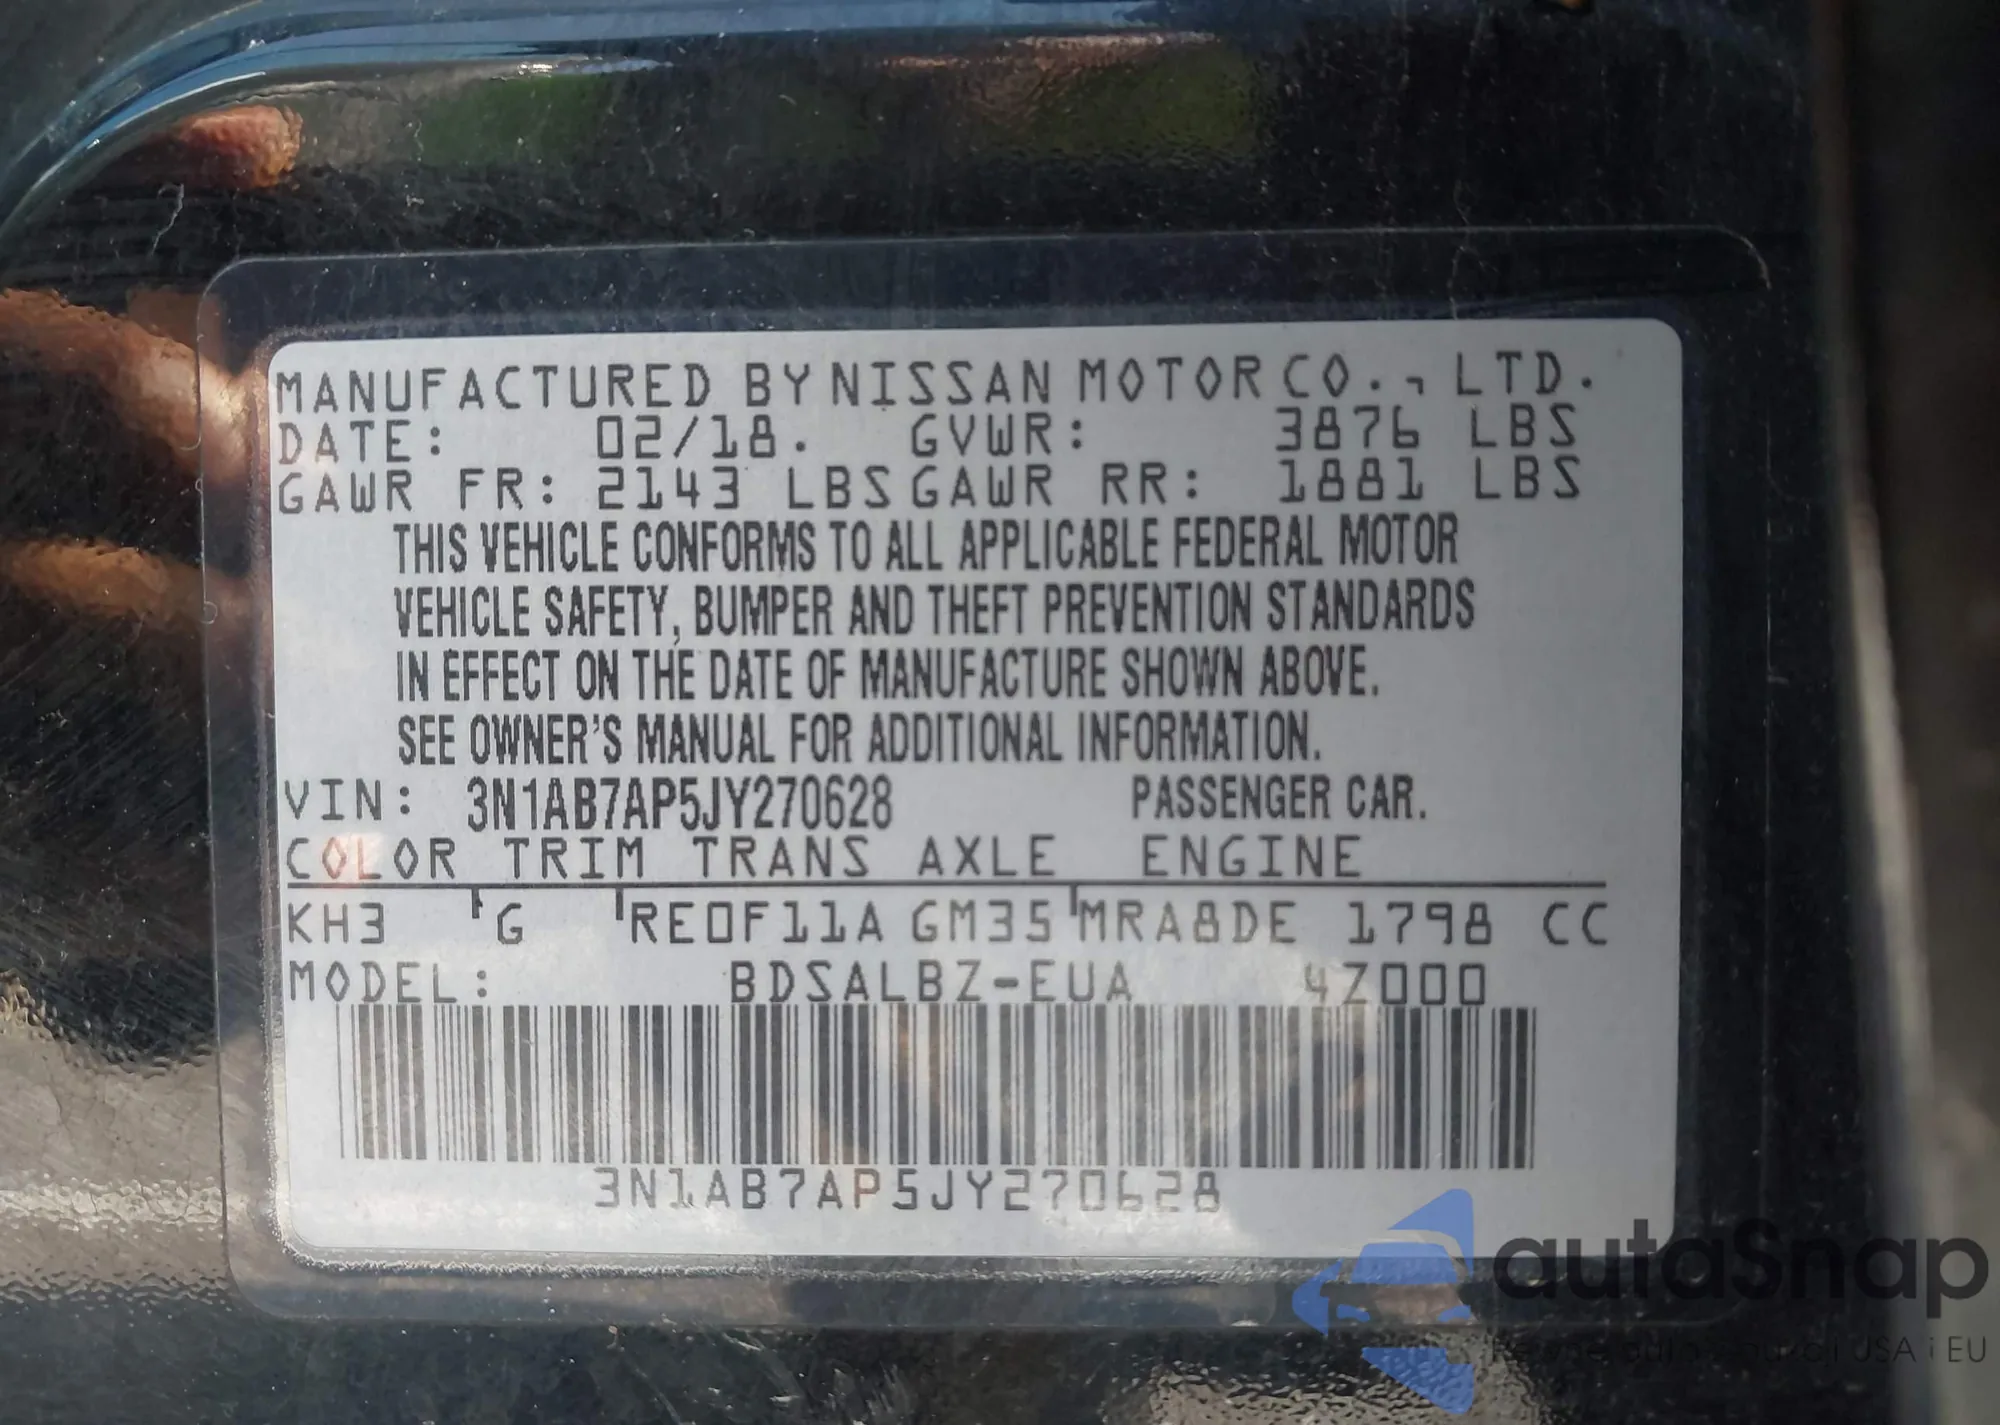 MANUFACTURED BY NISSAN MOTOR CO., LTD.
DATE: 02/18. GVWR: 3876 LBS
GAWR FR: 2143 LBS GAWR RR: 1881 LBS
THIS VEHICLE CONFORMS TO ALL APPLICABLE FEDERAL MOTOR
VEHICLE SAFETY, BUMPER AND THEFT PREVENTION STANDARDS
IN EFFECT ON THE DATE OF MANUFACTURE SHOWN ABOVE.
SEE OWNER'S MANUAL FOR ADDITIONAL INFORMATION.
VIN: 3N1AB7AP5JY270628 PASSENGER CAR.
COLOR TRIM TRANS AXLE ENGINE
KH3 G RE0F11A GM35 MRA8DE 1798 CC
MODEL: BDSALBZ-EUA 4Z000
3N1AB7AP5JY270628
autoSnap
USA i EU